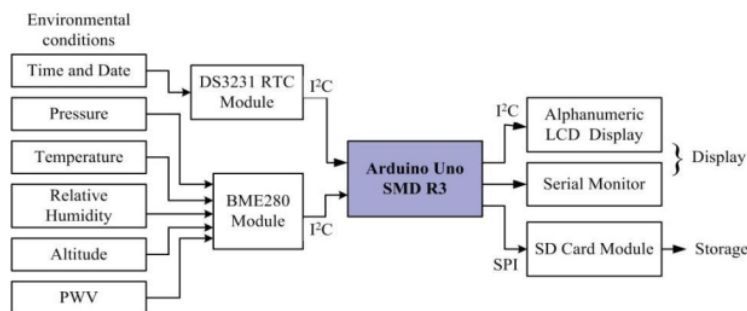 Environmental
conditions
Time and Date
Pressure
Temperature
Relative
Humidity
Altitude
PWV
DS3231 RTC
Module
I²C
BME280
Module
I²C
Arduino Uno
SMD R3
I²C
Alphanumeric
LCD Display
Serial Monitor
} Display
SPI
SD Card Module
Storage